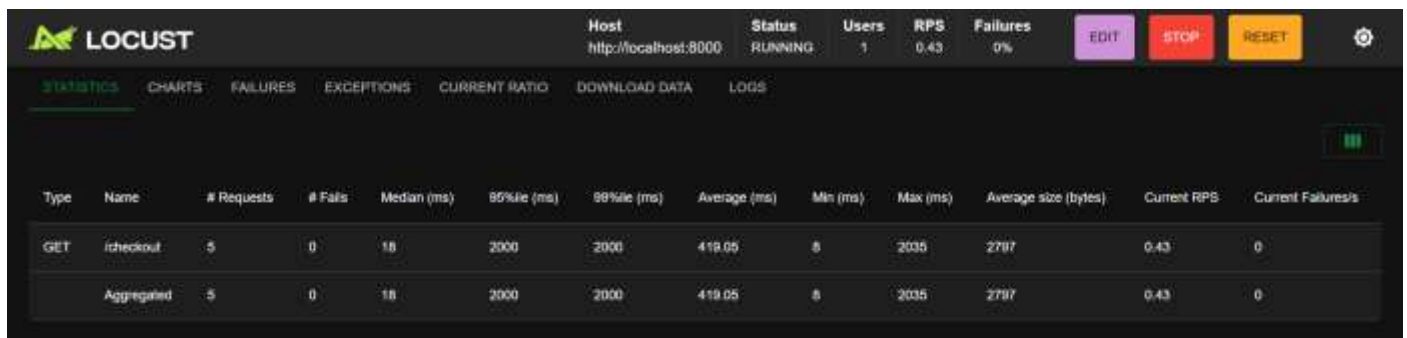 LOCUST
Host
http://localhost:8000
Status
RUNNING
Users
1
RPS
0.43
Failures
0%
EDIT
STOP
RESET
STATISTICS CHARTS FAILURES EXCEPTIONS CURRENT RATIO DOWNLOAD DATA LOGS
Type Name # Requests # Fails Median (ms) 95%ile (ms) 99%ile (ms) Average (ms) Min (ms) Max (ms) Average size (bytes) Current RPS Current Failures/s
GET /checkout 5 0 18 2000 2000 419.05 8 2035 2797 0.43 0
Aggregated 5 0 18 2000 2000 419.05 8 2035 2797 0.43 0